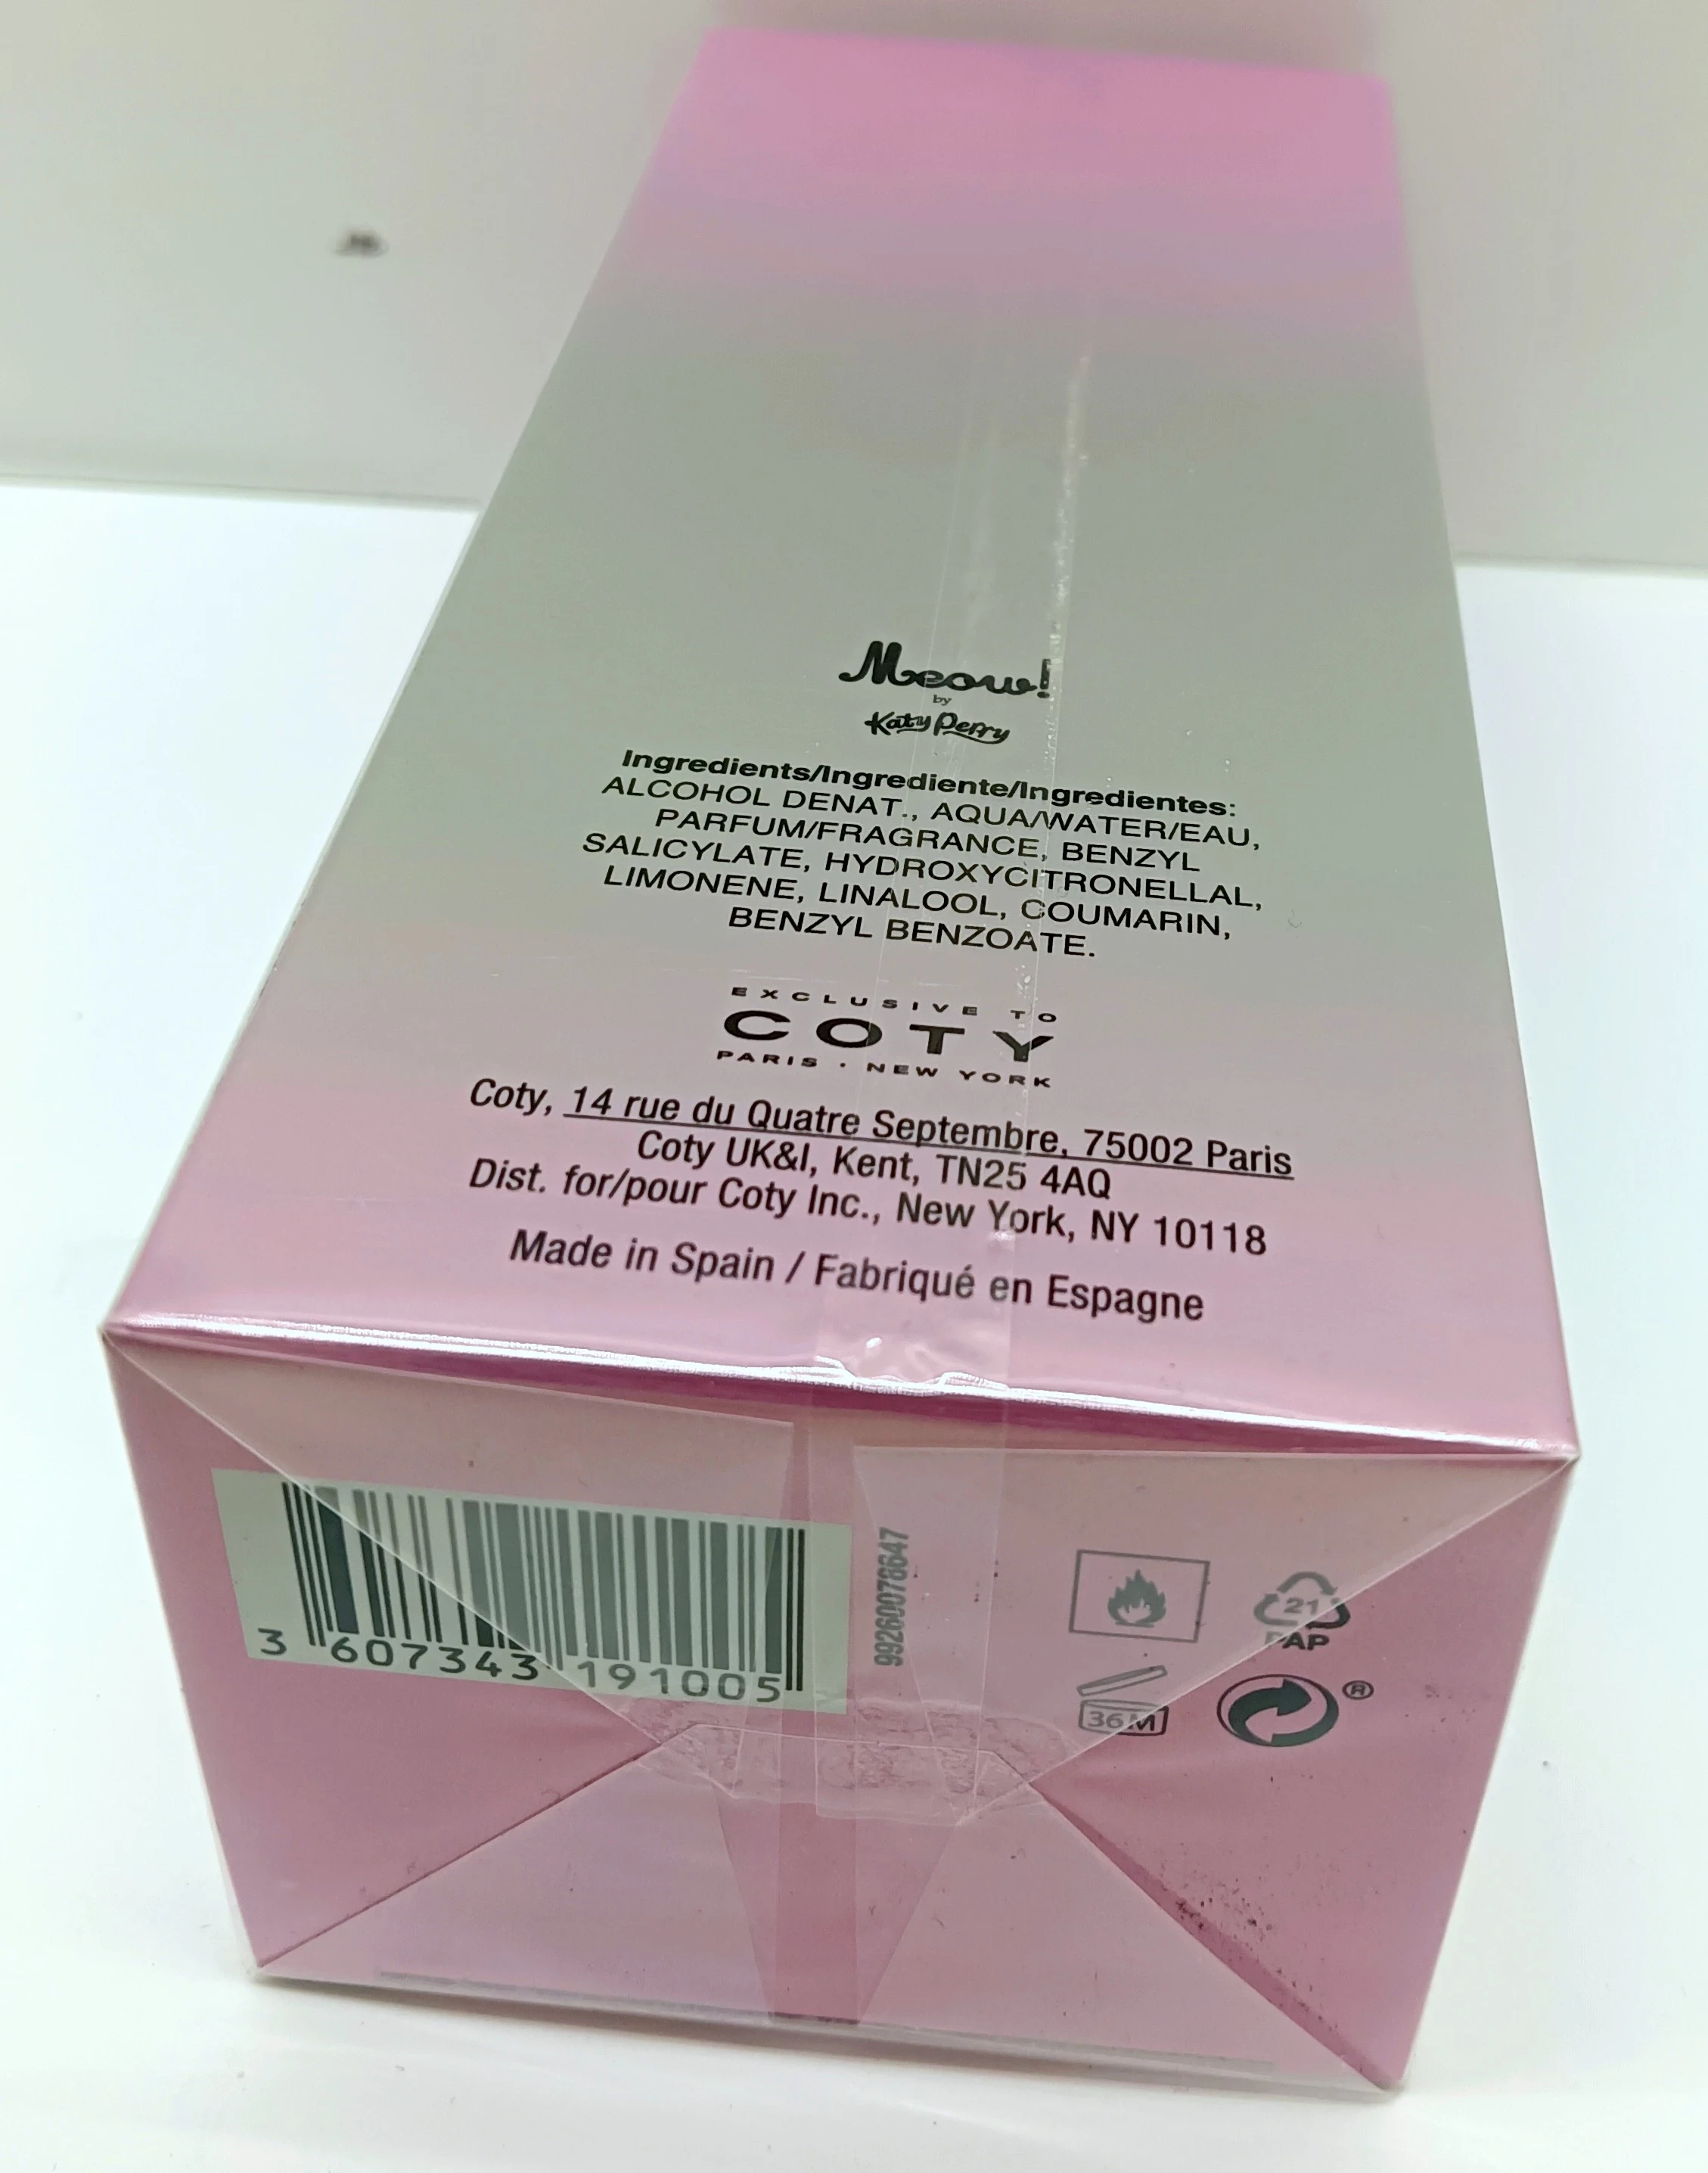 Meow!
by
Katy Perry
Ingredients/Ingrediente/Ingredientes:
ALCOHOL DENAT., AQUA/WATER/EAU,
PARFUM/FRAGRANCE, BENZYL
SALICYLATE, HYDROXYCITRONELLAL,
LIMONENE, LINALOOL, COUMARIN,
BENZYL BENZOATE.
EXCLUSIVE TO
COTY
PARIS · NEW YORK
Coty, 14 rue du Quatre Septembre, 75002 Paris
Coty UK&I, Kent, TN25 4AQ
Dist. for/pour Coty Inc., New York, NY 10118
Made in Spain / Fabriqué en Espagne
3 607343 191005
99260078647
21
PAP
36M
®